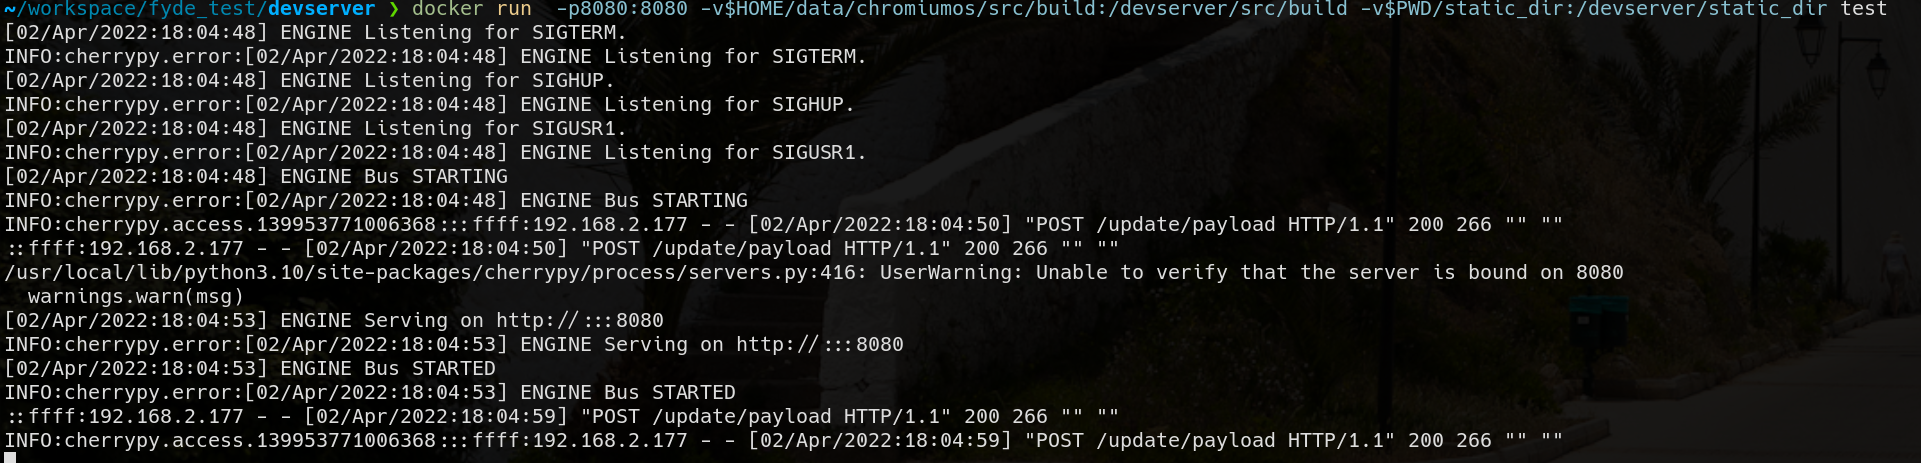 ~/workspace/fyde_test/devserver ❯ docker run  -p8080:8080 -v$HOME/data/chromiumos/src/build:/devserver/src/build -v$PWD/static_dir:/devserver/static_dir test
[02/Apr/2022:18:04:48] ENGINE Listening for SIGTERM.
INFO:cherrypy.error:[02/Apr/2022:18:04:48] ENGINE Listening for SIGTERM.
[02/Apr/2022:18:04:48] ENGINE Listening for SIGHUP.
INFO:cherrypy.error:[02/Apr/2022:18:04:48] ENGINE Listening for SIGHUP.
[02/Apr/2022:18:04:48] ENGINE Listening for SIGUSR1.
INFO:cherrypy.error:[02/Apr/2022:18:04:48] ENGINE Listening for SIGUSR1.
[02/Apr/2022:18:04:48] ENGINE Bus STARTING
INFO:cherrypy.error:[02/Apr/2022:18:04:48] ENGINE Bus STARTING
INFO:cherrypy.access.139953771006368:::ffff:192.168.2.177 - - [02/Apr/2022:18:04:50] "POST /update/payload HTTP/1.1" 200 266 "" ""
::ffff:192.168.2.177 - - [02/Apr/2022:18:04:50] "POST /update/payload HTTP/1.1" 200 266 "" ""
/usr/local/lib/python3.10/site-packages/cherrypy/process/servers.py:416: UserWarning: Unable to verify that the server is bound on 8080
  warnings.warn(msg)
[02/Apr/2022:18:04:53] ENGINE Serving on http://:::8080
INFO:cherrypy.error:[02/Apr/2022:18:04:53] ENGINE Serving on http://:::8080
[02/Apr/2022:18:04:53] ENGINE Bus STARTED
INFO:cherrypy.error:[02/Apr/2022:18:04:53] ENGINE Bus STARTED
::ffff:192.168.2.177 - - [02/Apr/2022:18:04:59] "POST /update/payload HTTP/1.1" 200 266 "" ""
INFO:cherrypy.access.139953771006368:::ffff:192.168.2.177 - - [02/Apr/2022:18:04:59] "POST /update/payload HTTP/1.1" 200 266 "" ""